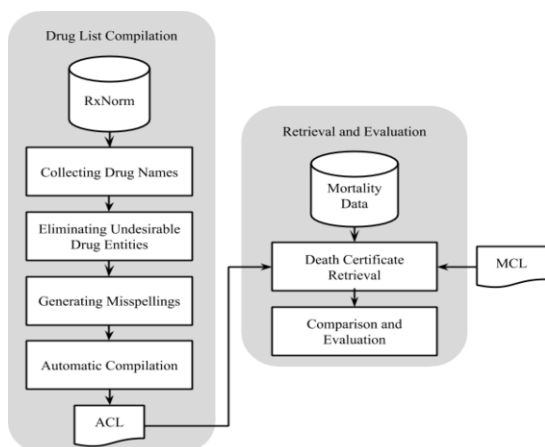 Drug List Compilation
RxNorm
Collecting Drug Names
Eliminating Undesirable
Drug Entities
Generating Misspellings
Automatic Compilation
ACL
Retrieval and Evaluation
Mortality
Data
Death Certificate
Retrieval
MCL
Comparison and
Evaluation